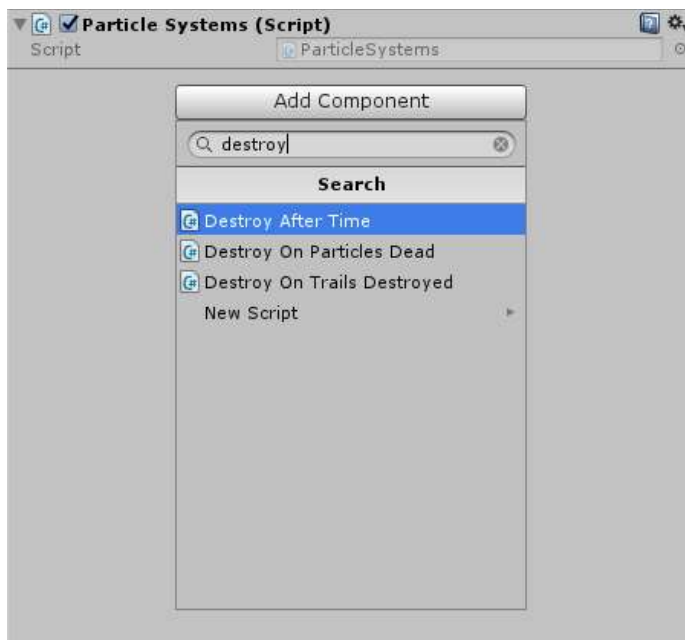 Particle Systems (Script)
Script ParticleSystems
Add Component
destroy
Search
Destroy After Time
Destroy On Particles Dead
Destroy On Trails Destroyed
New Script